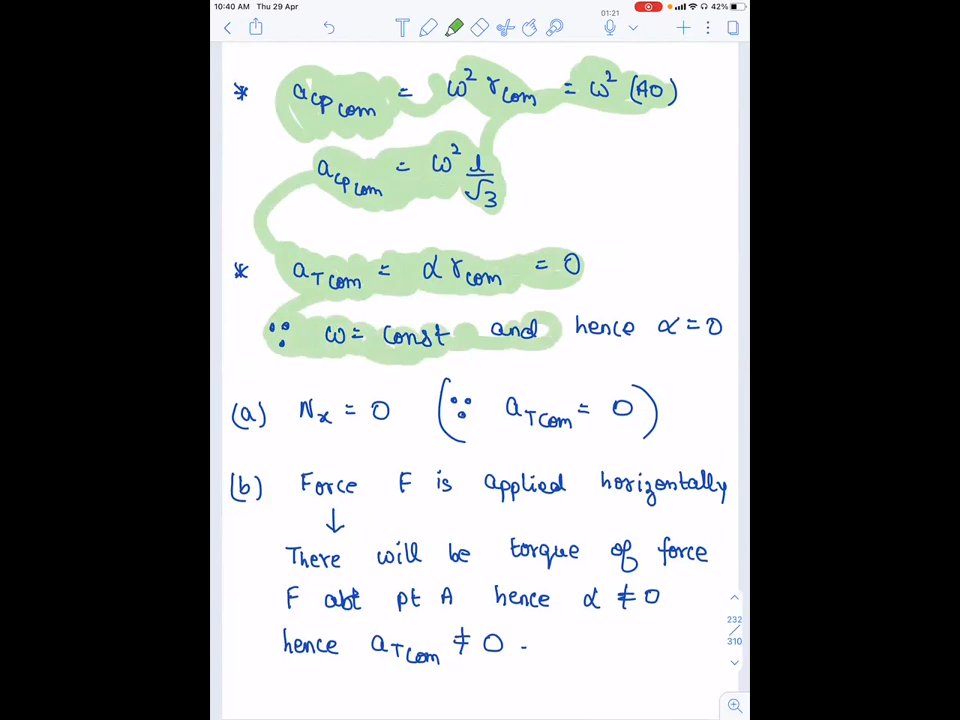 10:40 AM Thu 29 Apr
01:21
42%
T
* a_cp com = ω² r_com = ω² (AO)
a_cp com = ω² l/√3
* a_T com = α r_com = 0
∵ ω = const and hence α = 0
(a) N_x = 0 (∵ a_T com = 0)
(b) Force F is applied horizontally
↓
There will be torque of force
F abt pt A hence α ≠ 0
hence a_T com ≠ 0 -
232
/
310